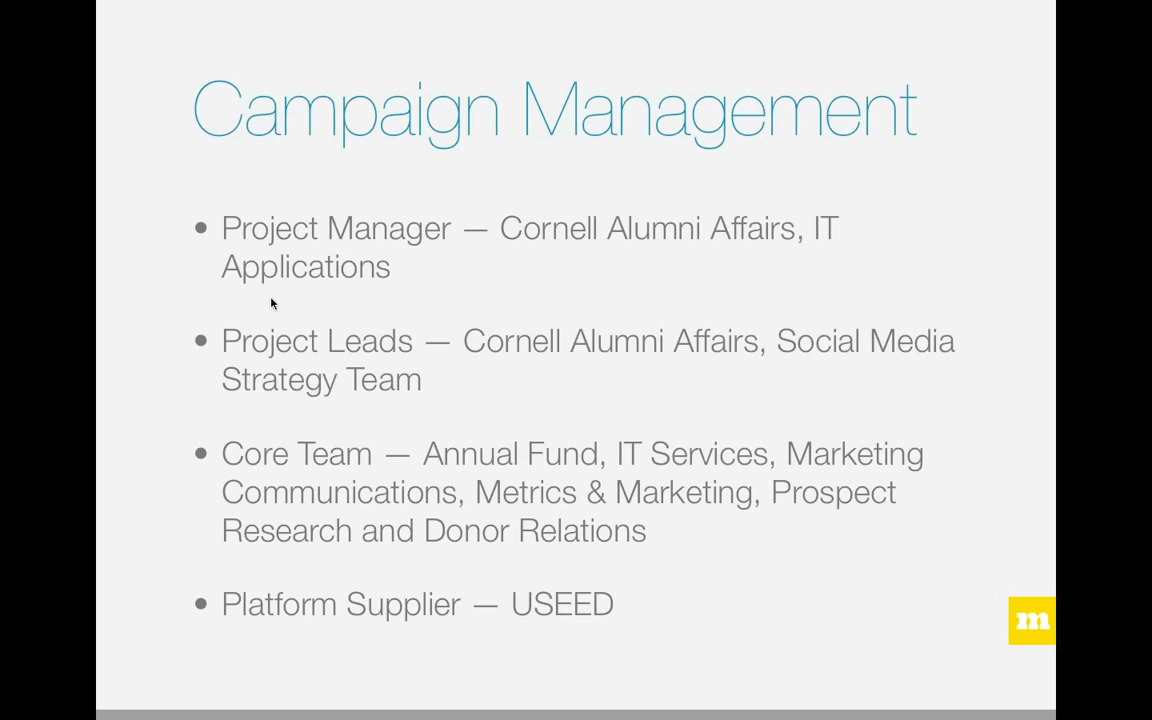 Campaign Management
• Project Manager — Cornell Alumni Affairs, IT
Applications
• Project Leads — Cornell Alumni Affairs, Social Media
Strategy Team
• Core Team — Annual Fund, IT Services, Marketing
Communications, Metrics & Marketing, Prospect
Research and Donor Relations
• Platform Supplier — USEED
m